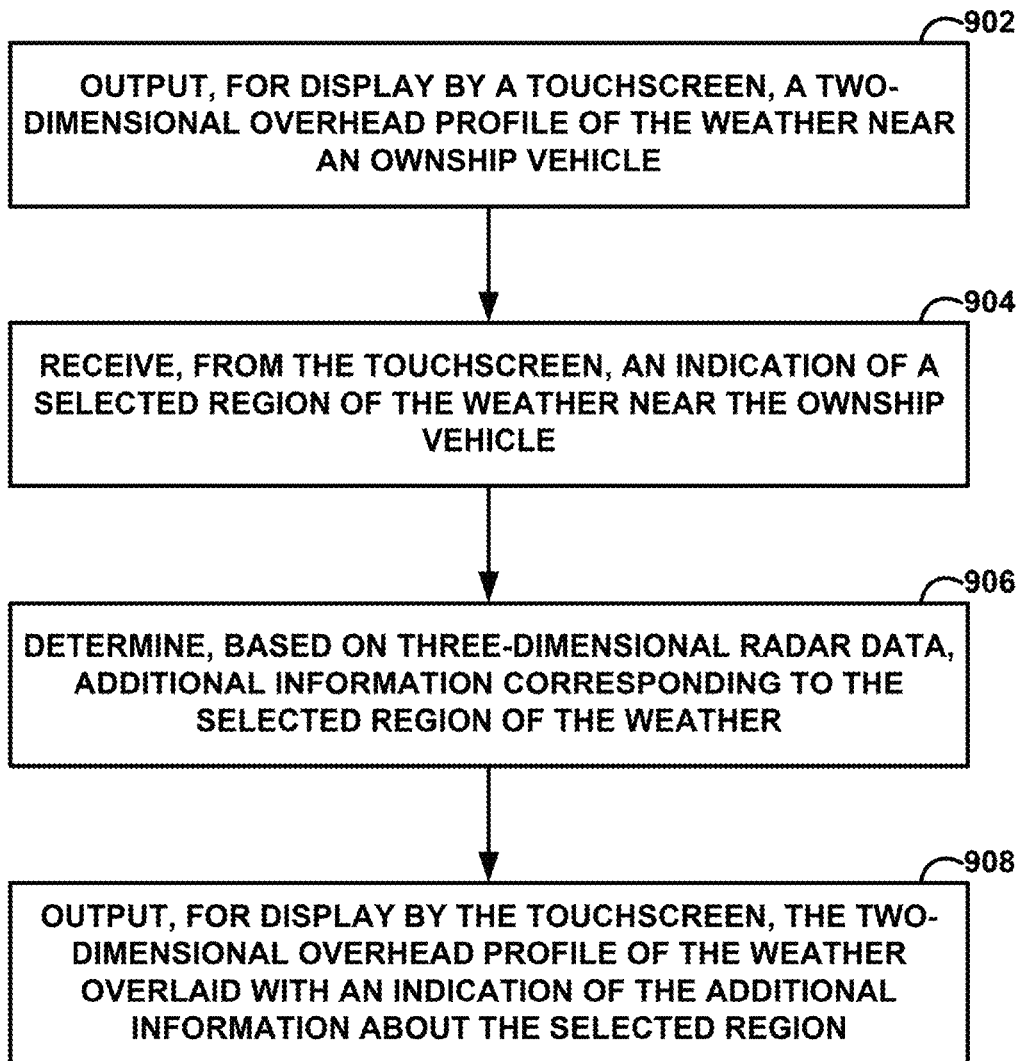 902
OUTPUT, FOR DISPLAY BY A TOUCHSCREEN, A TWO-
DIMENSIONAL OVERHEAD PROFILE OF THE WEATHER NEAR
AN OWNSHIP VEHICLE
904
RECEIVE, FROM THE TOUCHSCREEN, AN INDICATION OF A
SELECTED REGION OF THE WEATHER NEAR THE OWNSHIP
VEHICLE
906
DETERMINE, BASED ON THREE-DIMENSIONAL RADAR DATA,
ADDITIONAL INFORMATION CORRESPONDING TO THE
SELECTED REGION OF THE WEATHER
908
OUTPUT, FOR DISPLAY BY THE TOUCHSCREEN, THE TWO-
DIMENSIONAL OVERHEAD PROFILE OF THE WEATHER
OVERLAID WITH AN INDICATION OF THE ADDITIONAL
INFORMATION ABOUT THE SELECTED REGION